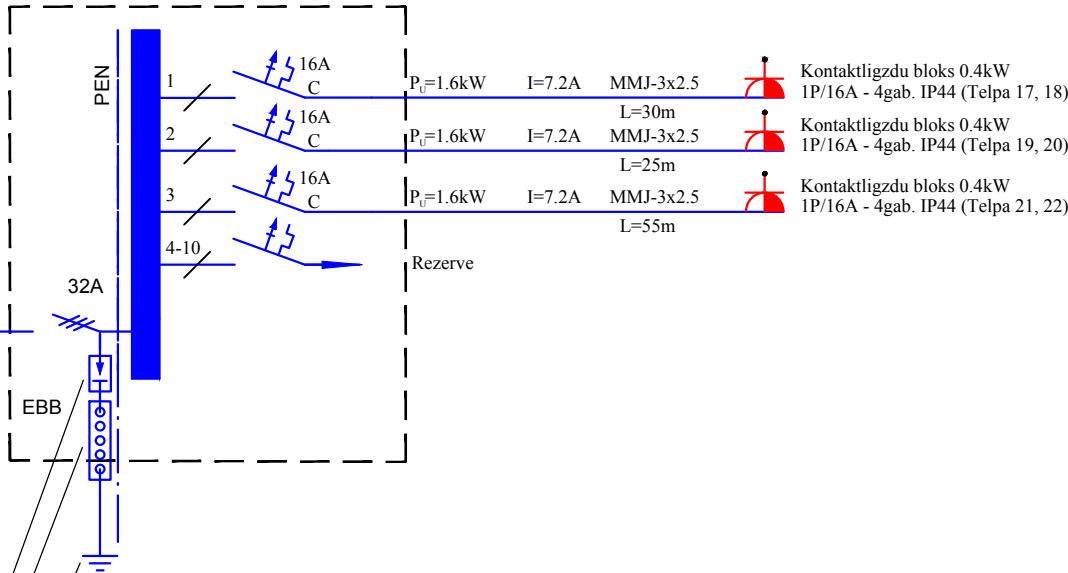 PEN
1
16A
C
P_U=1.6kW I=7.2A MMJ-3x2.5
L=30m
Kontaktligzdu bloks 0.4kW
1P/16A - 4gab. IP44 (Telpa 17, 18)
2
16A
C
P_U=1.6kW I=7.2A MMJ-3x2.5
L=25m
Kontaktligzdu bloks 0.4kW
1P/16A - 4gab. IP44 (Telpa 19, 20)
3
16A
C
P_U=1.6kW I=7.2A MMJ-3x2.5
L=55m
Kontaktligzdu bloks 0.4kW
1P/16A - 4gab. IP44 (Telpa 21, 22)
4-10
Rezerve
32A
EBB